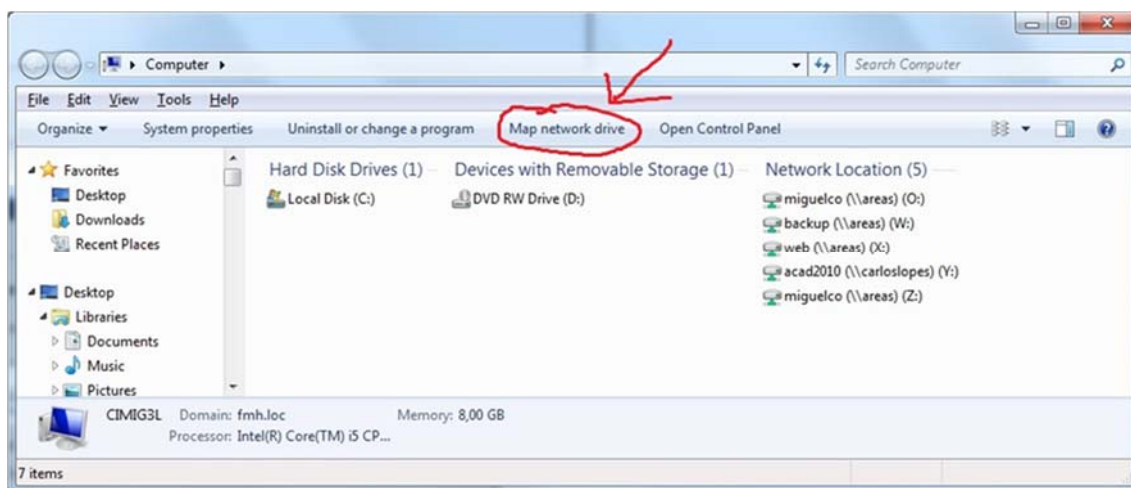 Computer
Search Computer
File Edit View Tools Help
Organize System properties Uninstall or change a program Map network drive Open Control Panel
Favorites
Desktop
Downloads
Recent Places
Desktop
Libraries
Documents
Music
Pictures
Hard Disk Drives (1)
Local Disk (C:)
Devices with Removable Storage (1)
DVD RW Drive (D:)
Network Location (5)
miguelco (\\areas) (O:)
backup (\\areas) (W:)
web (\\areas) (X:)
acad2010 (\\carloslopes) (Y:)
miguelco (\\areas) (Z:)
CIMIG3L Domain: fmh.loc Memory: 8,00 GB
Processor: Intel(R) Core(TM) i5 CP...
7 items